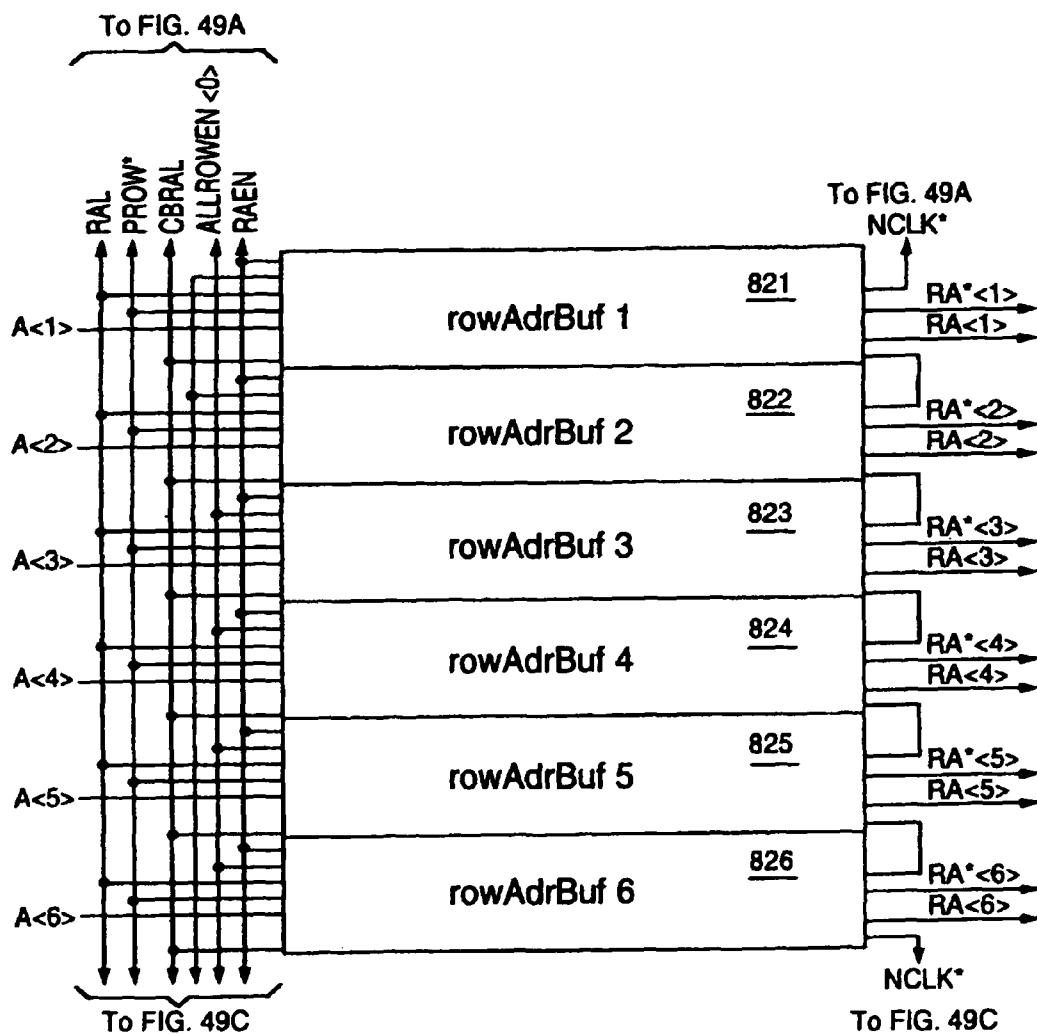 To FIG. 49A
RAL
PROW*
CBRAL
ALLROWEN <0>
RAEN
To FIG. 49A
NCLK*
821
rowAdrBuf 1
A<1>
RA*<1>
RA<1>
822
rowAdrBuf 2
A<2>
RA*<2>
RA<2>
823
rowAdrBuf 3
A<3>
RA*<3>
RA<3>
824
rowAdrBuf 4
A<4>
RA*<4>
RA<4>
825
rowAdrBuf 5
A<5>
RA*<5>
RA<5>
826
rowAdrBuf 6
A<6>
RA*<6>
RA<6>
NCLK*
To FIG. 49C
To FIG. 49C